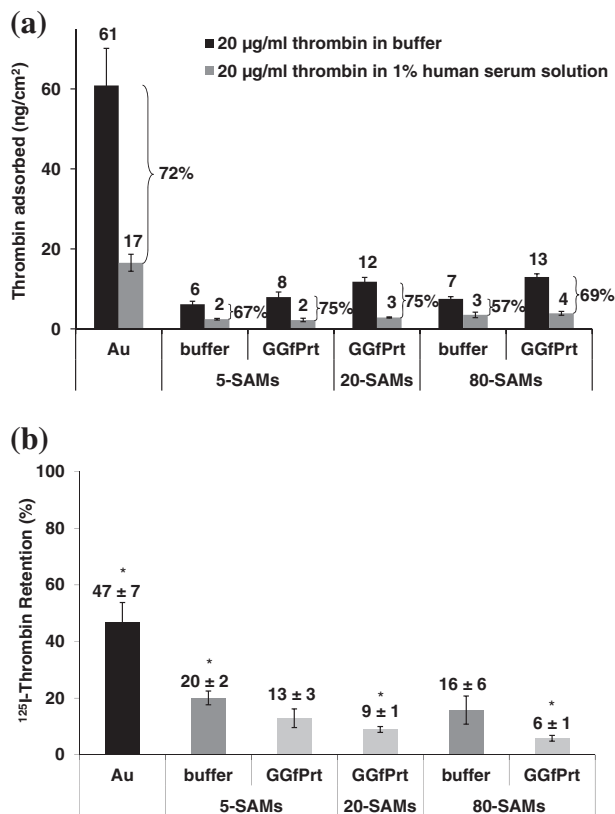 (a)
61
20 µg/ml thrombin in buffer
20 µg/ml thrombin in 1% human serum solution
Thrombin adsorbed (ng/cm²)
60
40
20
0
72%
17
6
2
67%
8
2
75%
12
3
75%
7
3
57%
13
4
69%
Au
buffer
GGfPrt
GGfPrt
buffer
GGfPrt
5-SAMs
20-SAMs
80-SAMs
(b)
¹²⁵I-Thrombin Retention (%)
100
80
60
40
20
0
*
47 ± 7
*
20 ± 2
13 ± 3
*
9 ± 1
16 ± 6
*
6 ± 1
Au
buffer
GGfPrt
GGfPrt
buffer
GGfPrt
5-SAMs
20-SAMs
80-SAMs